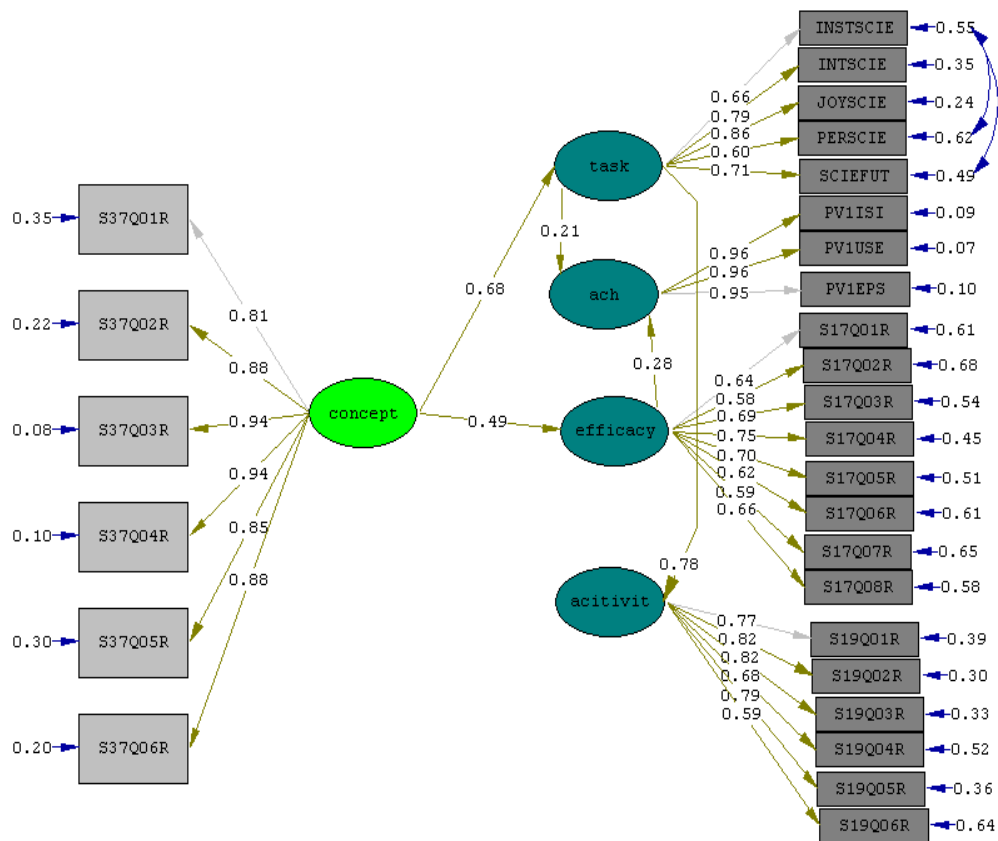 INSTSCIE
0.55
INTSCIE
0.35
0.66
0.79
JOYSCIE
0.24
0.86
0.60
PERSCIE
0.62
task
0.71
SCIEFUT
0.49
0.35
S37Q01R
PV1ISI
0.09
0.21
0.96
PV1USE
0.07
0.96
0.68
ach
0.95
PV1EPS
0.10
0.81
0.22
S37Q02R
S17Q01R
0.61
0.88
0.28
0.64
S17Q02R
0.68
0.58
concept
0.69
S17Q03R
0.54
0.08
S37Q03R
0.94
0.49
efficacy
0.75
S17Q04R
0.45
0.70
0.94
0.62
S17Q05R
0.51
0.59
0.66
S17Q06R
0.61
0.10
S37Q04R
0.85
S17Q07R
0.65
0.88
0.78
S17Q08R
0.58
acitivit
0.77
0.82
S19Q01R
0.39
0.30
S37Q05R
0.82
0.68
S19Q02R
0.30
0.79
0.59
S19Q03R
0.33
0.20
S37Q06R
S19Q04R
0.52
S19Q05R
0.36
S19Q06R
0.64